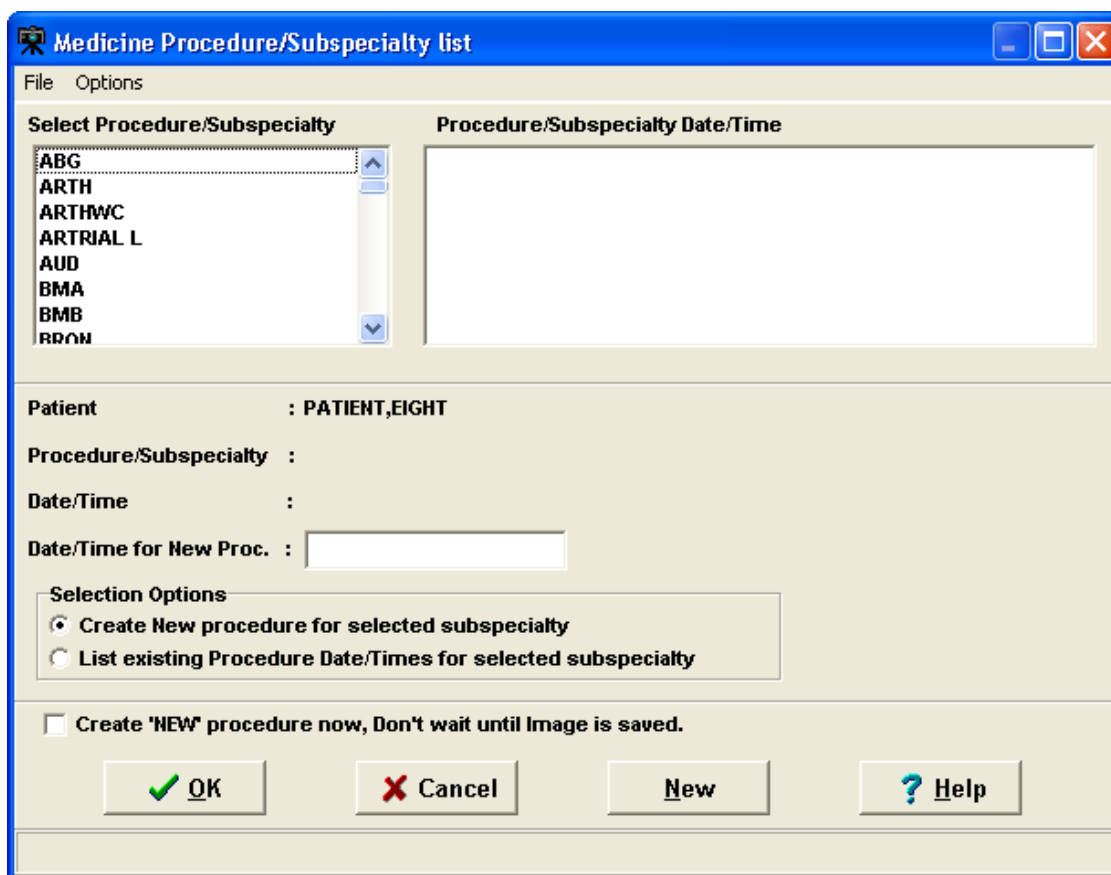 Medicine Procedure/Subspecialty list
File Options
Select Procedure/Subspecialty
Procedure/Subspecialty Date/Time
ABG
ARTH
ARTHWC
ARTRIAL L
AUD
BMA
BMB
BRON
Patient : PATIENT,EIGHT
Procedure/Subspecialty :
Date/Time :
Date/Time for New Proc. :
Selection Options
Create New procedure for selected subspecialty
List existing Procedure Date/Times for selected subspecialty
Create 'NEW' procedure now, Don't wait until Image is saved.
OK Cancel New ? Help